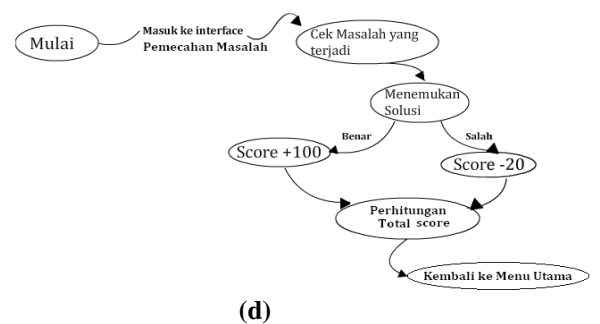 Mulai
Masuk ke interface
Pemecahan Masalah
Cek Masalah yang
terjadi
Menemukan
Solusi
Benar
Salah
Score +100
Score -20
Perhitungan
Total score
Kembali ke Menu Utama
(d)